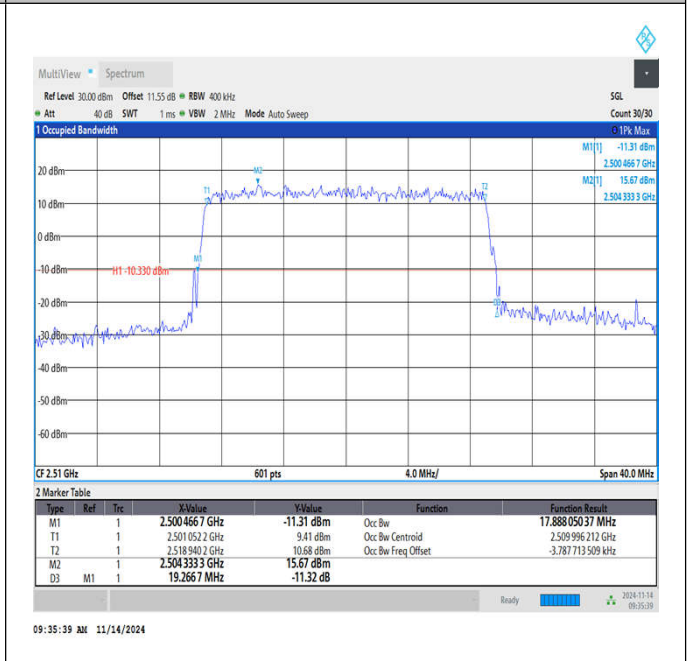 MultiView Spectrum
Ref Level 30.00 dBm Offset 11.55 dB RBW 400 kHz SGL
Att 40 dB SWT 1 ms VBW 2 MHz Mode Auto Sweep Count 30/30
1 Occupied Bandwidth 1Pk Max
M1[1] -11.31 dBm
2.500 466 7 GHz
M2[1] 15.67 dBm
2.504 333 3 GHz
20 dBm
M2
T1
T2
10 dBm
0 dBm
M1
-10 dBm
H1 -10.330 dBm
-20 dBm
D3
-30 dBm
-40 dBm
-50 dBm
-60 dBm
CF 2.51 GHz 601 pts 4.0 MHz/ Span 40.0 MHz
2 Marker Table
Type Ref Trc X-Value Y-Value Function Function Result
M1 1 2.500 466 7 GHz -11.31 dBm Occ Bw 17.888 050 37 MHz
T1 1 2.501 052 2 GHz 9.41 dBm Occ Bw Centroid 2.509 996 212 GHz
T2 1 2.518 940 2 GHz 10.68 dBm Occ Bw Freq Offset -3.787 713 509 kHz
M2 1 2.504 333 3 GHz 15.67 dBm
D3 M1 1 19.266 7 MHz -11.32 dB
Ready 2024-11-14
09:35:39
09:35:39 AM 11/14/2024